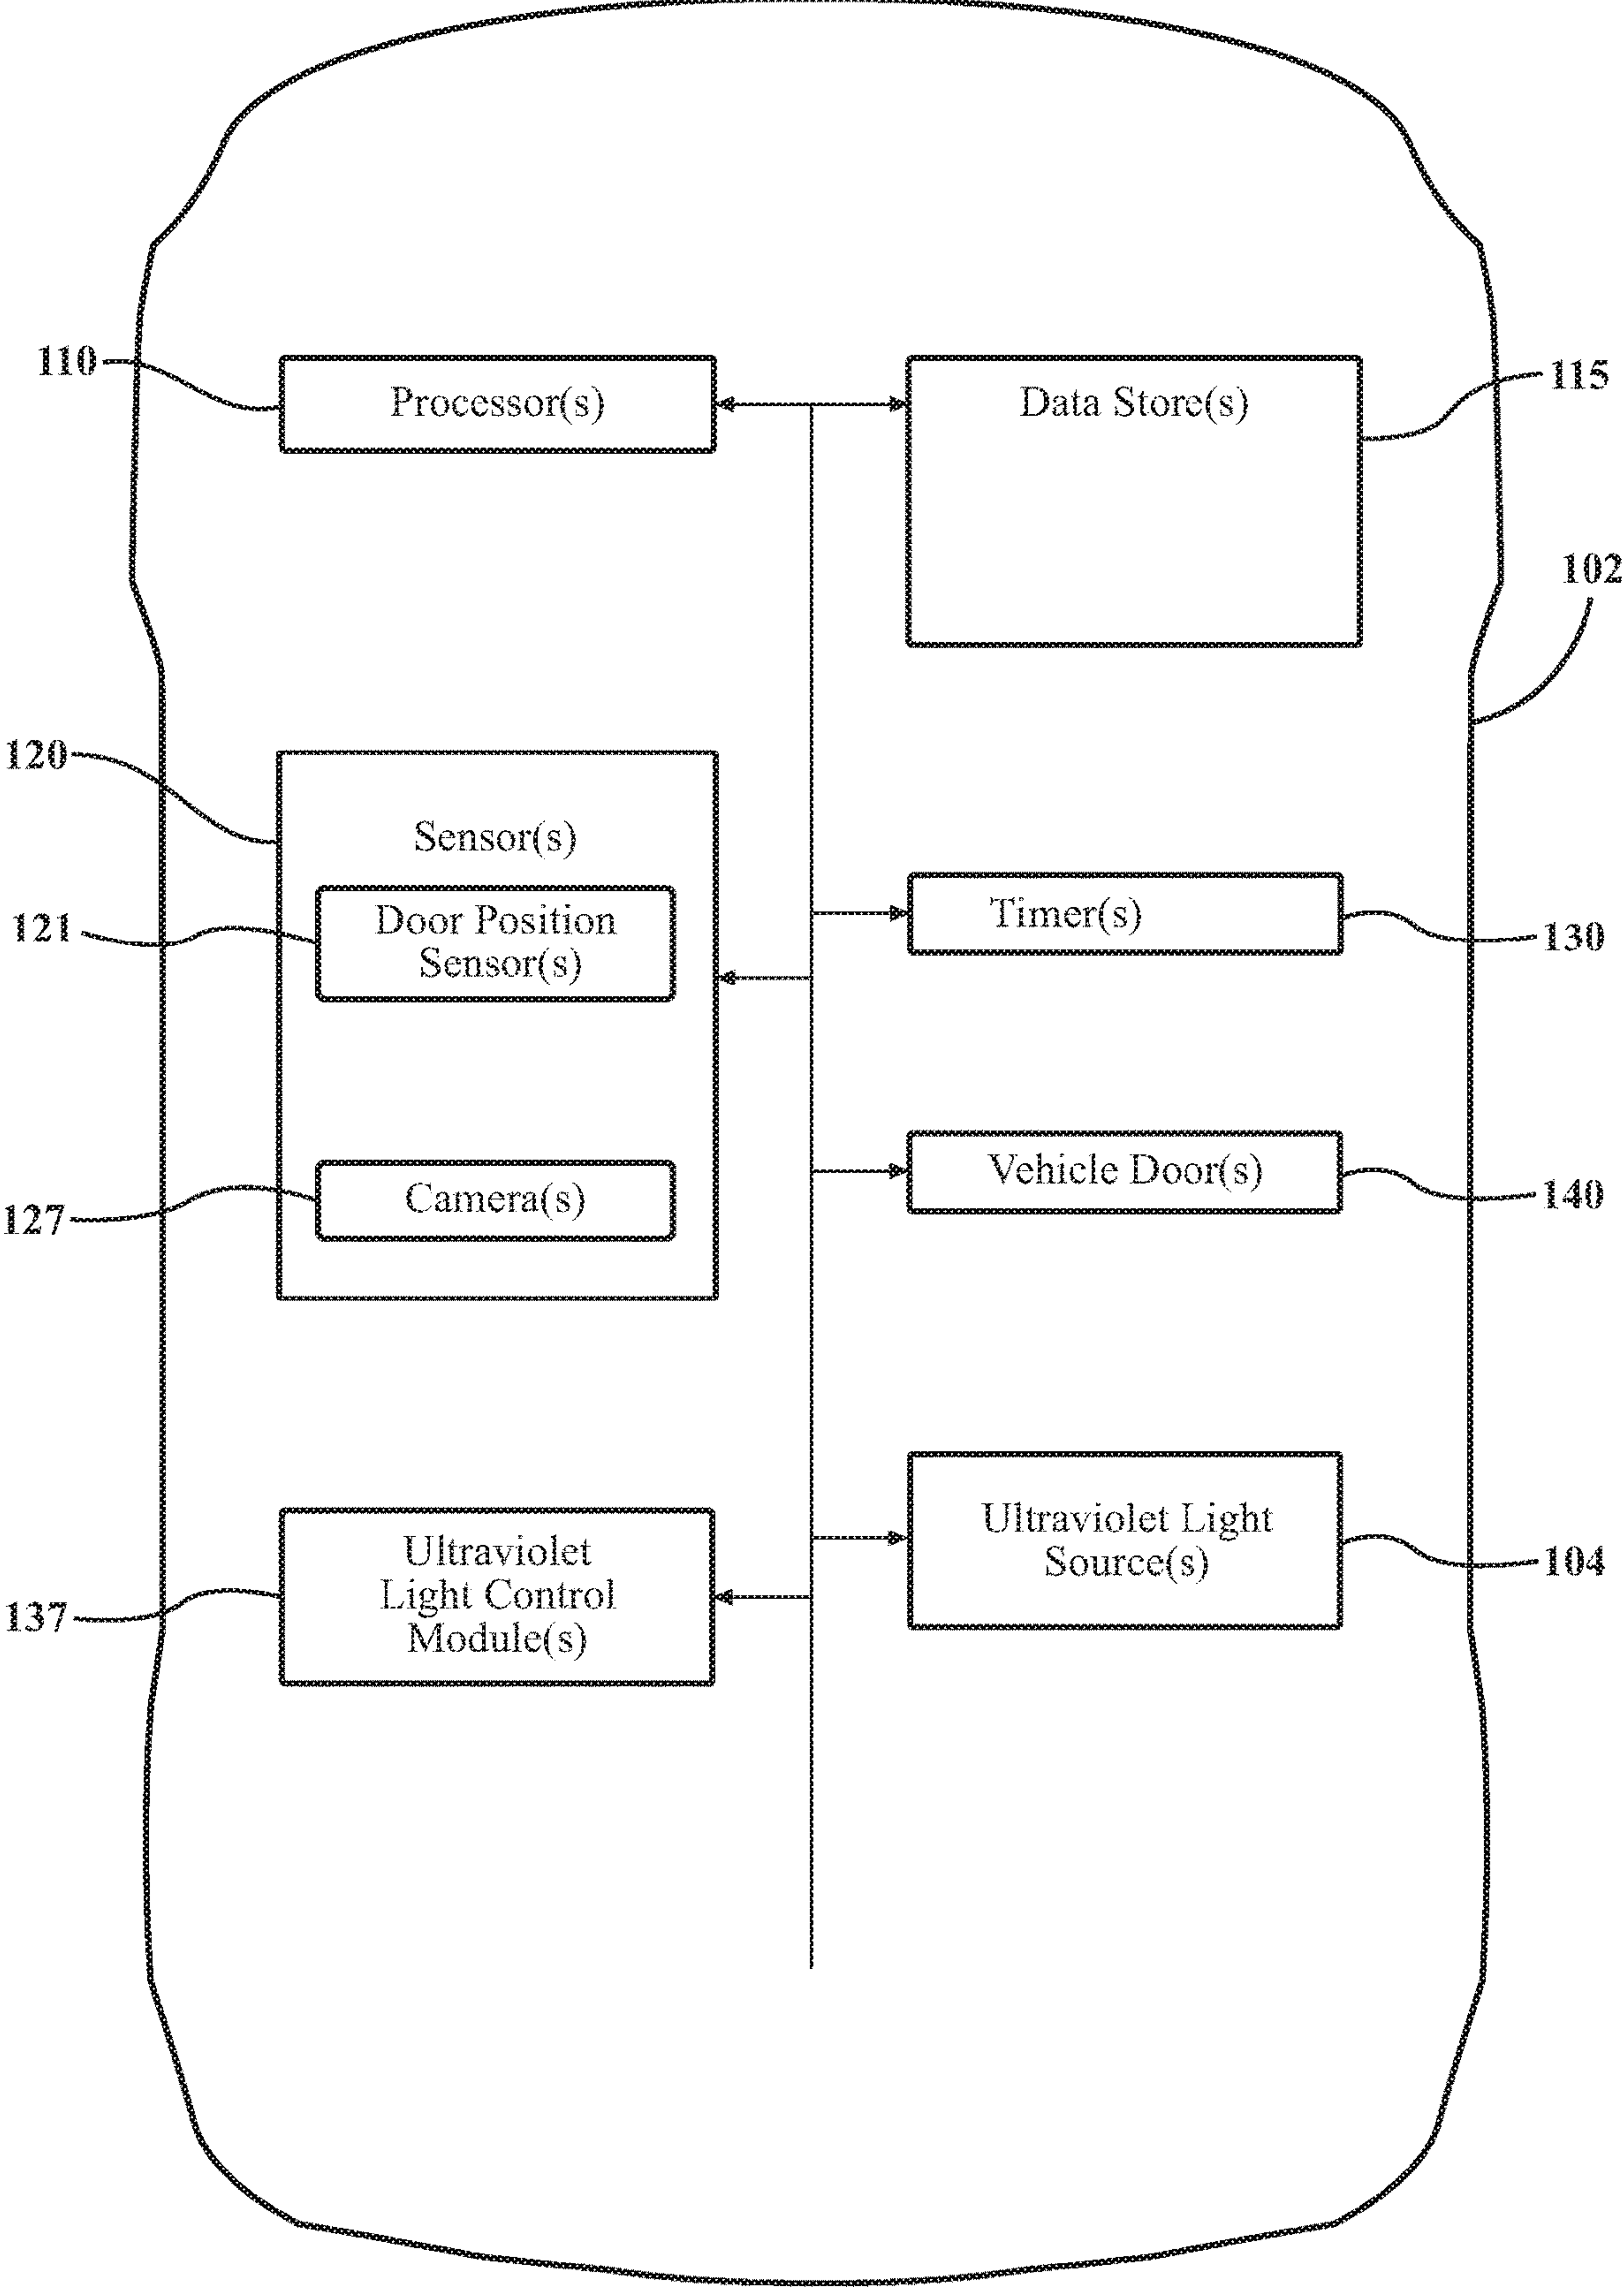 110
Processor(s)
Data Store(s)
115
102
120
Sensor(s)
121
Door Position
Sensor(s)
Timer(s)
130
127
Camera(s)
Vehicle Door(s)
140
137
Ultraviolet
Light Control
Module(s)
Ultraviolet Light
Source(s)
104